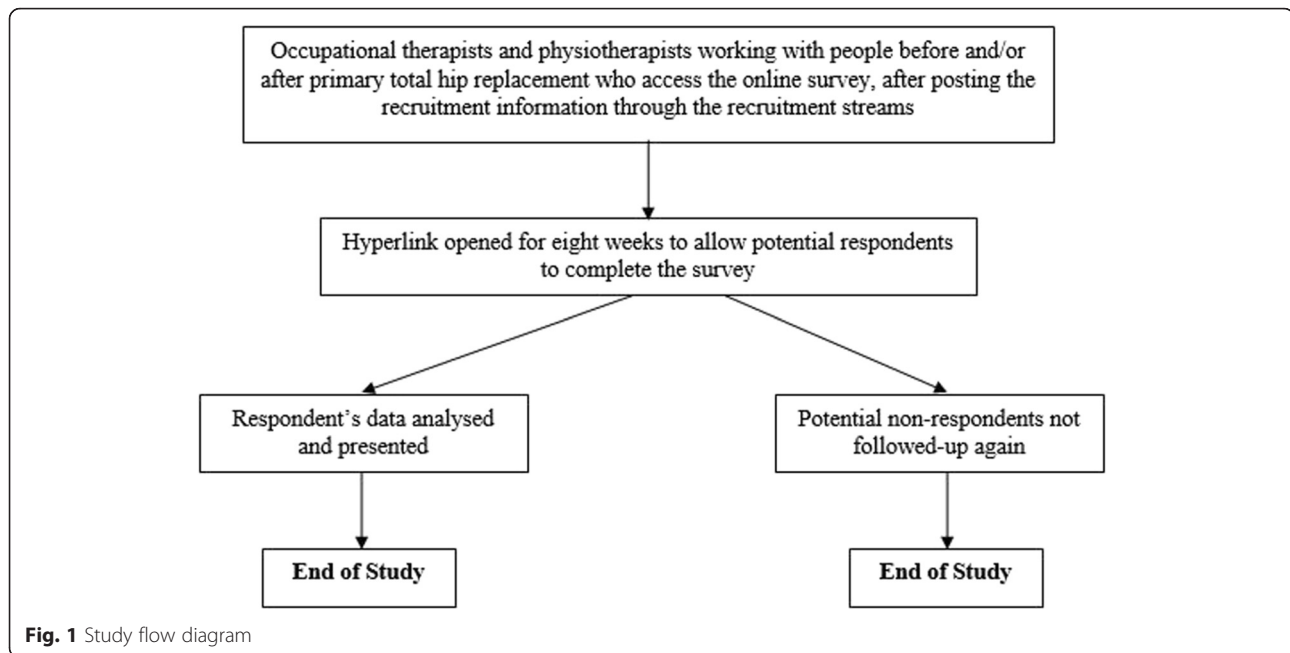 Occupational therapists and physiotherapists working with people before and/or
after primary total hip replacement who access the online survey, after posting the
recruitment information through the recruitment streams
Hyperlink opened for eight weeks to allow potential respondents
to complete the survey
Respondent's data analysed
and presented
Potential non-respondents not
followed-up again
End of Study
End of Study
Fig. 1 Study flow diagram